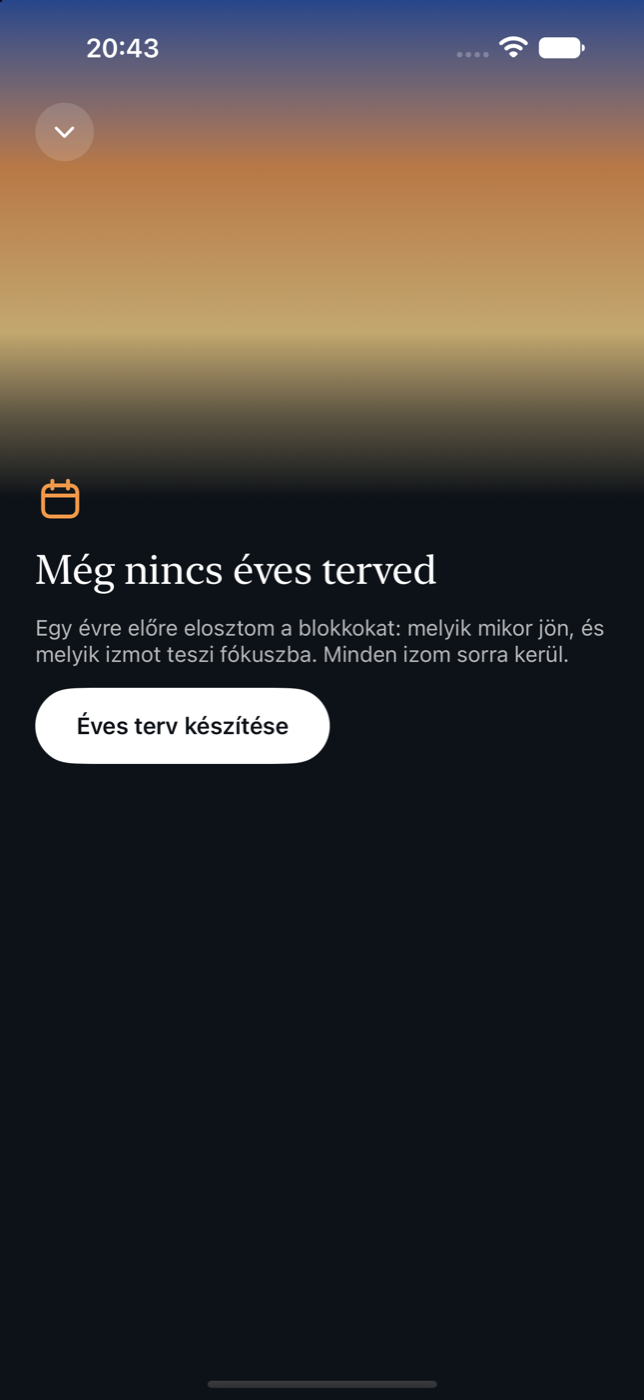 20:43
Még nincs éves terved
Egy évre előre elosztom a blokkokat: melyik mikor jön, és
melyik izmot teszi fókuszba. Minden izom sorra kerül.
Éves terv készítése